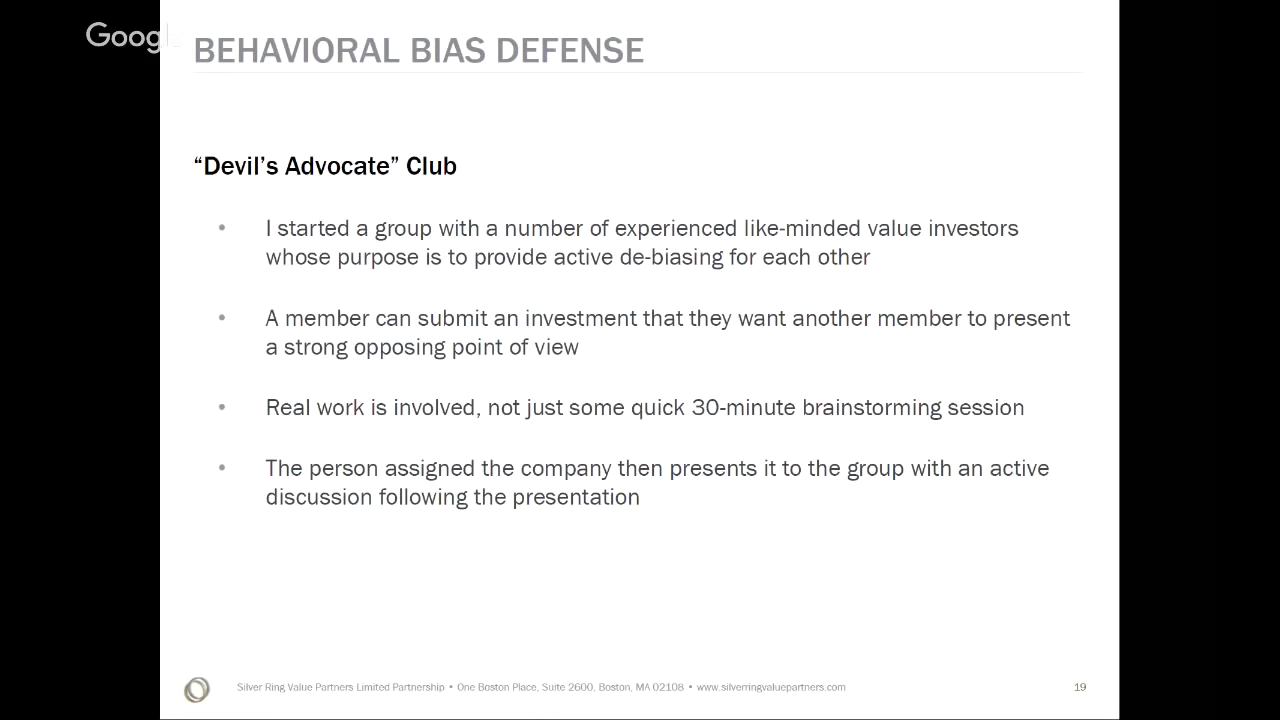 Google
BEHAVIORAL BIAS DEFENSE
“Devil’s Advocate” Club
• I started a group with a number of experienced like-minded value investors
whose purpose is to provide active de-biasing for each other
• A member can submit an investment that they want another member to present
a strong opposing point of view
• Real work is involved, not just some quick 30-minute brainstorming session
• The person assigned the company then presents it to the group with an active
discussion following the presentation
Silver Ring Value Partners Limited Partnership • One Boston Place, Suite 2600, Boston, MA 02108 • www.silverringvaluepartners.com
19